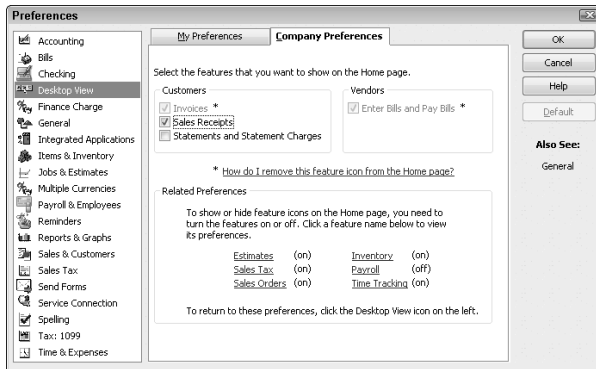 Preferences
Accounting
Bills
Checking
Desktop View
Finance Charge
General
Integrated Applications
Items & Inventory
Jobs & Estimates
Multiple Currencies
Payroll & Employees
Reminders
Reports & Graphs
Sales & Customers
Sales Tax
Send Forms
Service Connection
Spelling
Tax: 1099
Time & Expenses
My Preferences
Company Preferences
Select the features that you want to show on the Home page.
Customers
Invoices *
Sales Receipts
Statements and Statement Charges
Vendors
Enter Bills and Pay Bills *
* How do I remove this feature icon from the Home page?
Related Preferences
To show or hide feature icons on the Home page, you need to
turn the features on or off. Click a feature name below to view
its preferences.
Estimates (on) Inventory (on)
Sales Tax (on) Payroll (off)
Sales Orders (on) Time Tracking (on)
To return to these preferences, click the Desktop View icon on the left.
OK
Cancel
Help
Default
Also See:
General